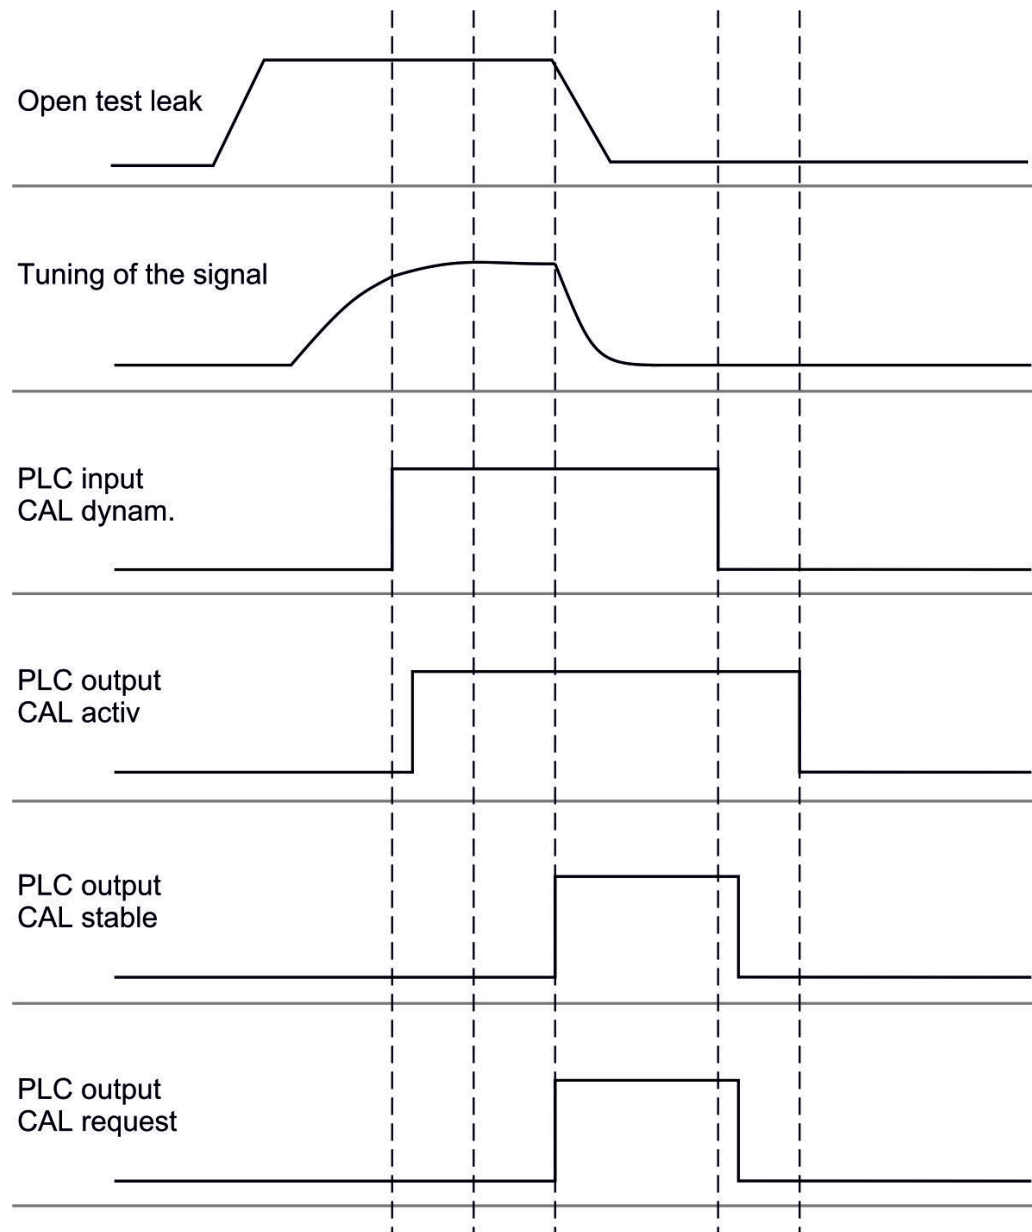 Open test leak
Tuning of the signal
PLC input
CAL dynam.
PLC output
CAL activ
PLC output
CAL stable
PLC output
CAL request